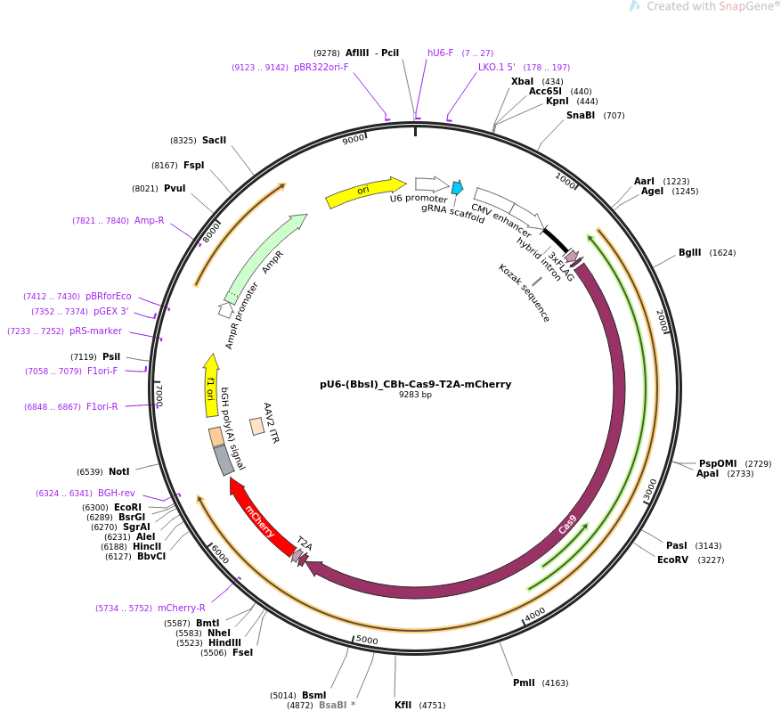 Created with SnapGene®
(9278) AflIII - PciI
hU6-F (7 .. 27)
(9123 .. 9142) pBR322ori-F
LKO.1 5' (178 .. 197)
XbaI (434)
Acc65I (440)
KpnI (444)
SnaBI (707)
(8325) SacII
(8167) FspI
(8021) PvuI
(7821 .. 7840) Amp-R
(7412 .. 7430) pBRforEco
(7352 .. 7374) pGEX 3'
(7233 .. 7252) pRS-marker
(7119) PsiI
(7058 .. 7079) F1ori-F
(6848 .. 6867) F1ori-R
(6539) NotI
(6324 .. 6341) BGH-rev
(6300) EcoRI
(6289) BsrGI
(6270) SgrAI
(6231) AleI
(6188) HincII
(6127) BbvCI
(5734 .. 5752) mCherry-R
(5587) BmtI
(5583) NheI
(5523) HindIII
(5506) FseI
(5014) BsmI
(4872) BsaBI *
KflI (4751)
PmlI (4163)
EcoRV (3227)
PasI (3143)
ApaI (2733)
PspOMI (2729)
BglII (1624)
AgeI (1245)
AarI (1223)
1000
2000
3000
4000
5000
6000
7000
8000
9000
ori
U6 promoter
gRNA scaffold
CMV enhancer
hybrid intron
3xFLAG
Kozak sequence
Cas9
T2A
mCherry
bGH poly(A) signal
AAV2 ITR
f1 ori
AmpR promoter
AmpR
pU6-(BbsI)_CBh-Cas9-T2A-mCherry
9283 bp